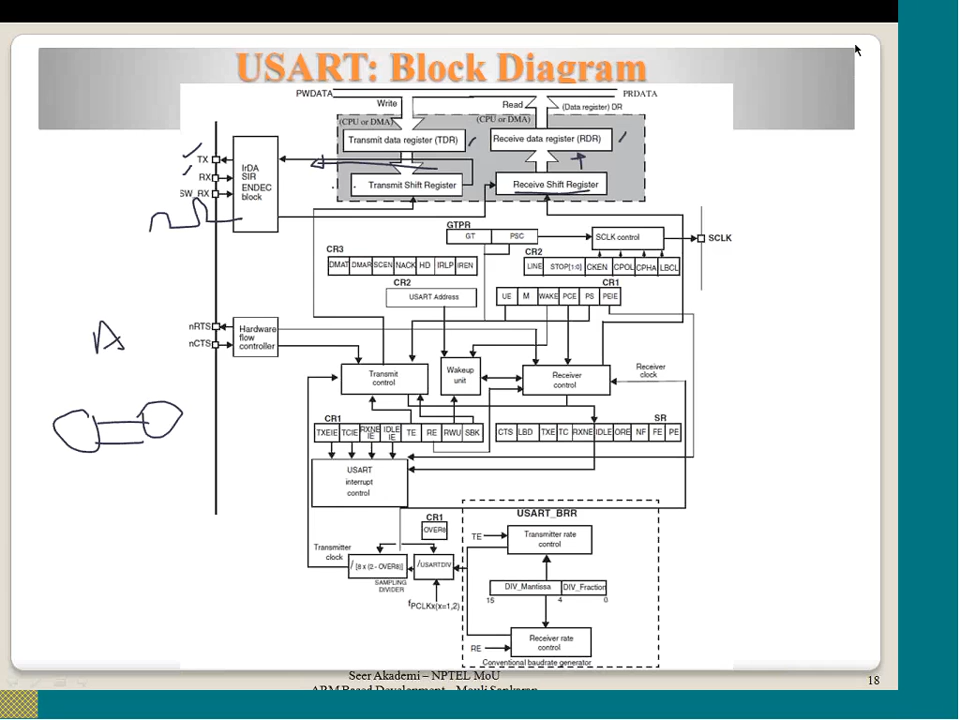 USART: Block Diagram
PWDATA
PRDATA
Write
Read
(Data register) DR
(CPU or DMA)
(CPU or DMA)
Transmit data register (TDR)
Receive data register (RDR)
TX
RX
SW_RX
IrDA
SIR
ENDEC
block
Transmit Shift Register
Receive Shift Register
GTPR
GT PSC
SCLK control
SCLK
CR3
DMAT DMAR SCEN NACK HD IRLP IREN
CR2
LINE STOP[1:0] CKEN CPOL CPHA LBCL
CR2
USART Address
CR1
UE M WAKE PCE PS PEIE
nRTS
nCTS
Hardware
flow
controller
Transmit
control
Wakeup
unit
Receiver
control
Receiver
clock
CR1
TXEIE TCIE RXNE IE IDLE IE TE RE RWU SBK
SR
CTS LBD TXE TC RXNE IDLE ORE NF FE PE
USART
interrupt
control
CR1
OVER8
USART_BRR
TE
Transmitter rate
control
Transmitter
clock
/ [8 x (2 - OVER8)]
/USARTDIV
SAMPLING
DIVIDER
fPCLKx(x=1,2)
DIV_Mantissa DIV_Fraction
15 4 0
RE
Receiver rate
control
Conventional baudrate generator
Seer Akademi – NPTEL MoU
ARM Based Development – Mouli Sankaran
18